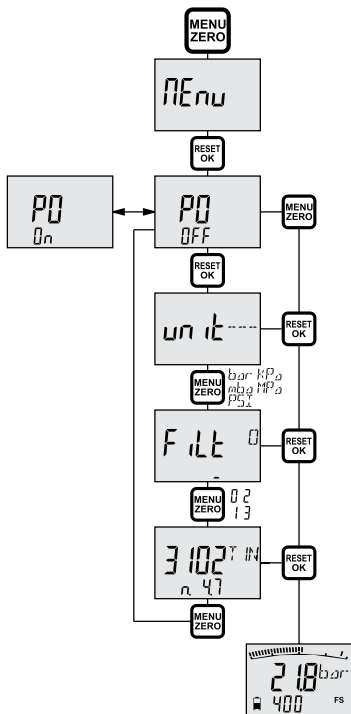 MENU
ZERO
MEnu
RESET
OK
P0
On
P0
OFF
MENU
ZERO
RESET
OK
unit----
RESET
OK
MENU
ZERO
bar KPa
mba MPa
PSI
FiLt 0
RESET
OK
MENU
ZERO
0 2
1 3
3102 T IN
n. 4.7
RESET
OK
MENU
ZERO
21.8 bar
400 FS